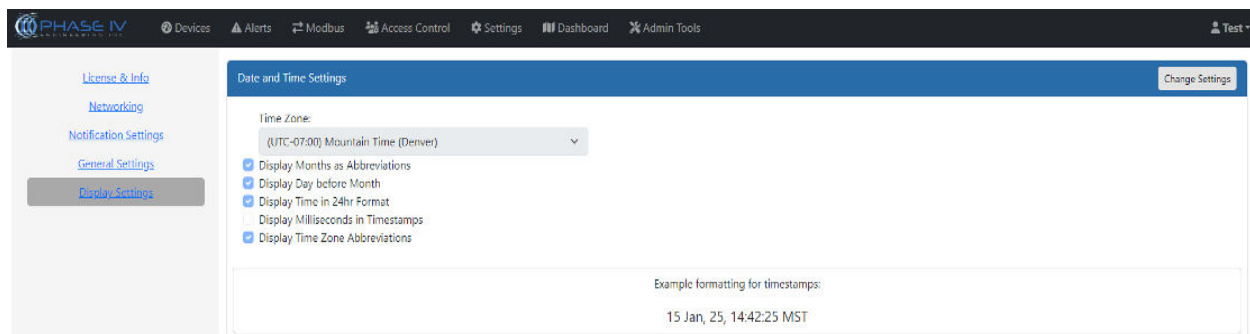 PHASE IV
ENGINEERING INC
Devices
Alerts
Modbus
Access Control
Settings
Dashboard
Admin Tools
Test
License & Info
Networking
Notification Settings
General Settings
Display Settings
Date and Time Settings
Change Settings
Time Zone:
(UTC-07:00) Mountain Time (Denver)
Display Months as Abbreviations
Display Day before Month
Display Time in 24hr Format
Display Milliseconds in Timestamps
Display Time Zone Abbreviations
Example formatting for timestamps:
15 Jan, 25, 14:42:25 MST